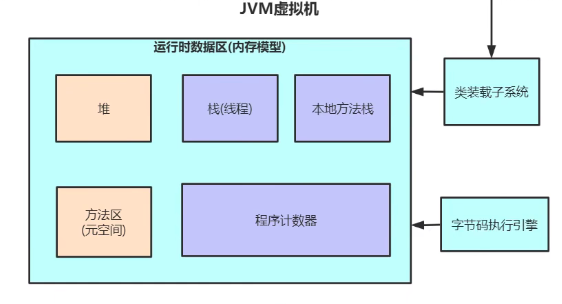 JVM虚拟机
运行时数据区(内存模型)
堆
栈(线程)
本地方法栈
类装载子系统
方法区
(元空间)
程序计数器
字节码执行引擎